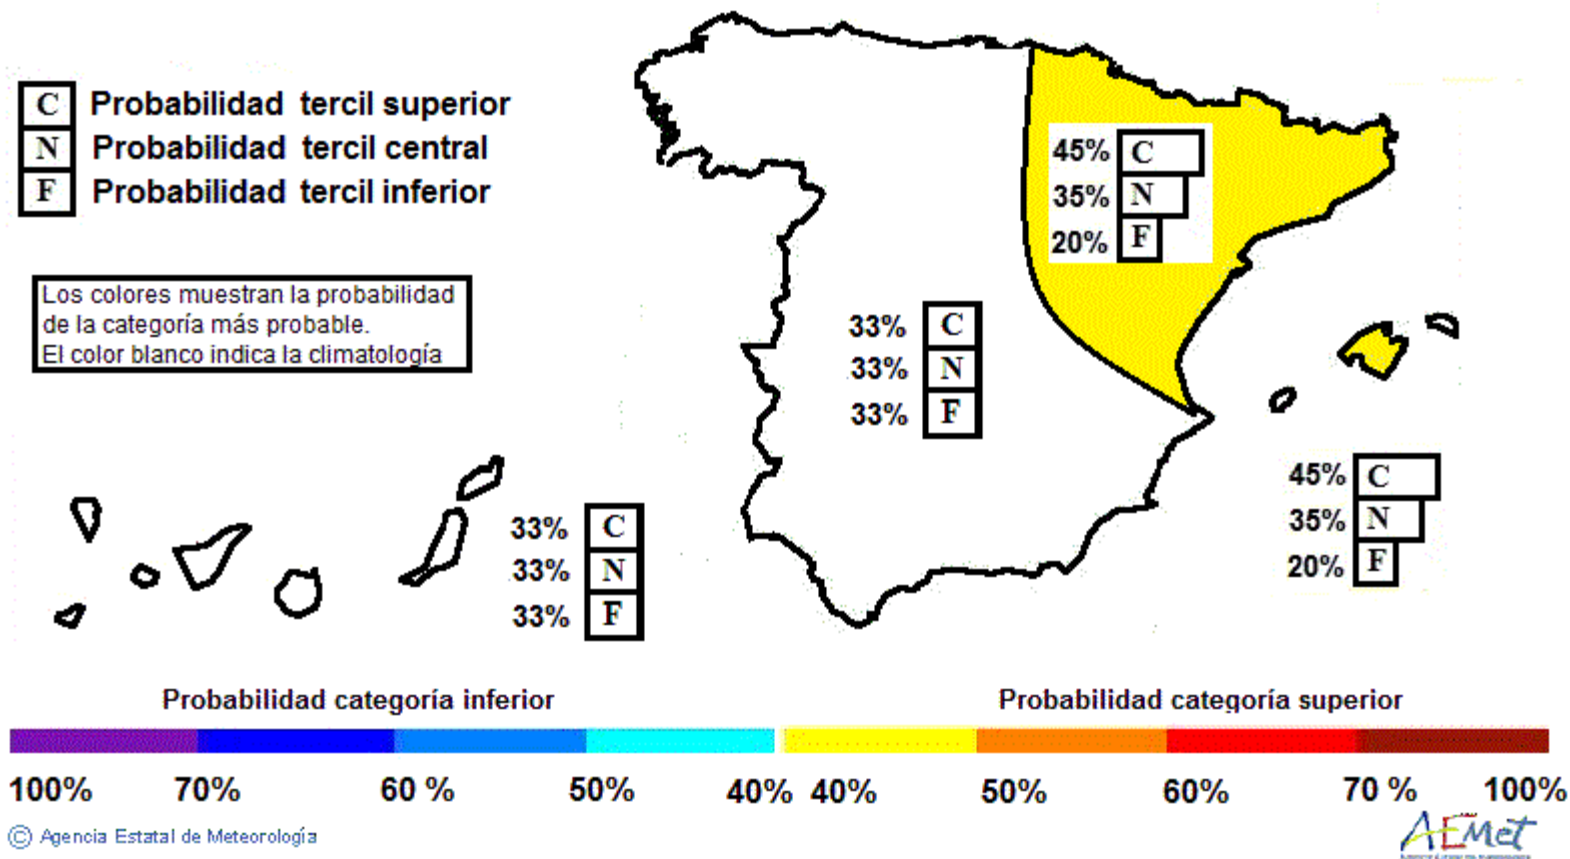 C Probabilidad tercil superior
N Probabilidad tercil central
F Probabilidad tercil inferior
Los colores muestran la probabilidad
de la categoría más probable.
El color blanco indica la climatología
45% C
35% N
20% F
33% C
33% N
33% F
45% C
35% N
20% F
33% C
33% N
33% F
Probabilidad categoría inferior
Probabilidad categoría superior
100% 70% 60 % 50% 40% 40% 50% 60% 70 % 100%
© Agencia Estatal de Meteorología
AEMet